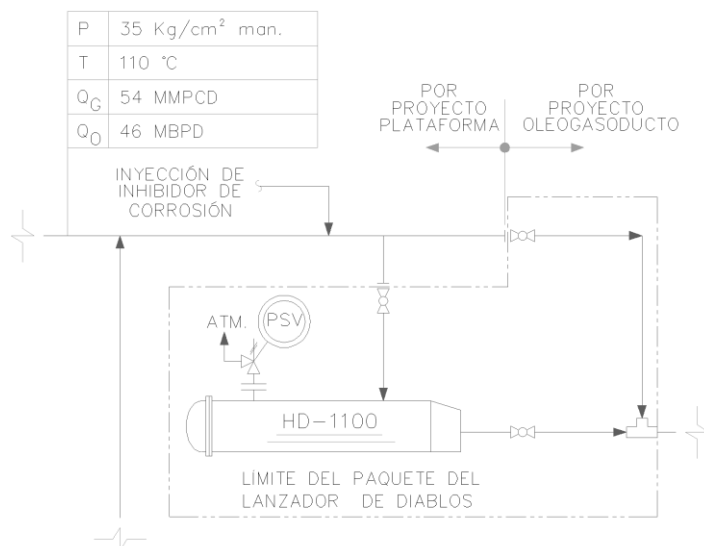 P 35 Kg/cm² man.
T 110 °C
QG 54 MMPCD
QO 46 MBPD
POR
PROYECTO
PLATAFORMA
POR
PROYECTO
OLEOGASODUCTO
INYECCIÓN DE
INHIBIDOR DE
CORROSIÓN
ATM.
PSV
HD-1100
LÍMITE DEL PAQUETE DEL
LANZADOR DE DIABLOS